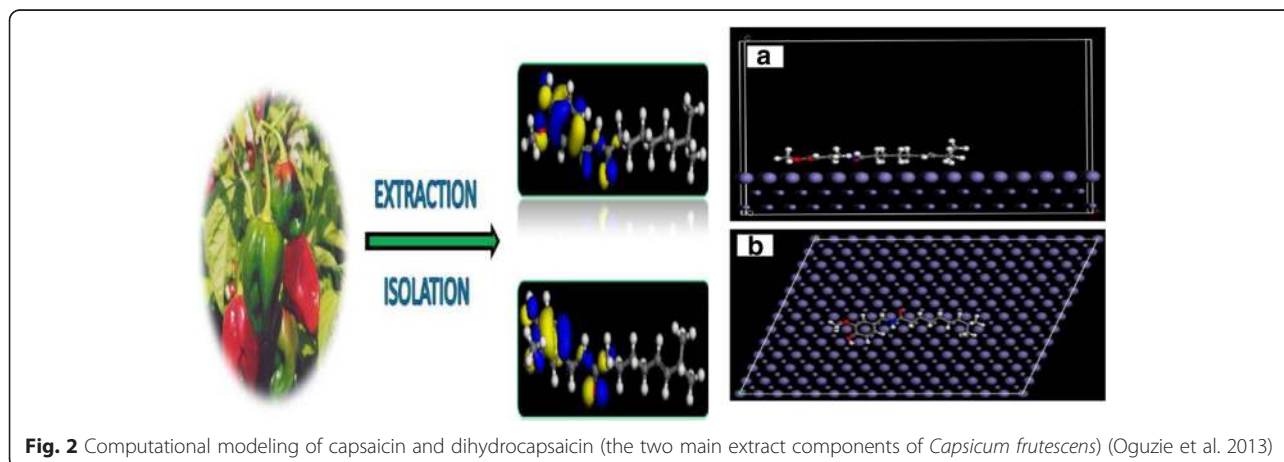 EXTRACTION
ISOLATION
a
b
Fig. 2 Computational modeling of capsaicin and dihydrocapsaicin (the two main extract components of Capsicum frutescens) (Oguzie et al. 2013)